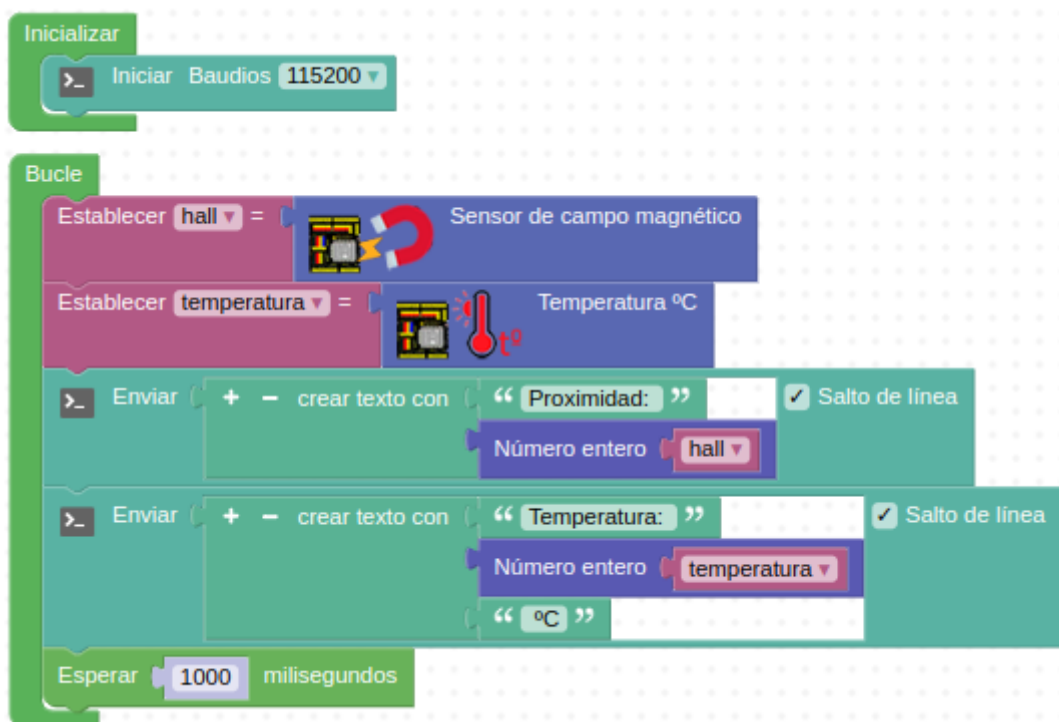 Inicializar
>_ Iniciar Baudios 115200
Bucle
Establecer hall = Sensor de campo magnético
Establecer temperatura = tº Temperatura ºC
>_ Enviar + − crear texto con “ Proximidad: ” ✓ Salto de línea
Número entero hall
>_ Enviar + − crear texto con “ Temperatura: ” ✓ Salto de línea
Número entero temperatura
“ ºC ”
Esperar 1000 milisegundos